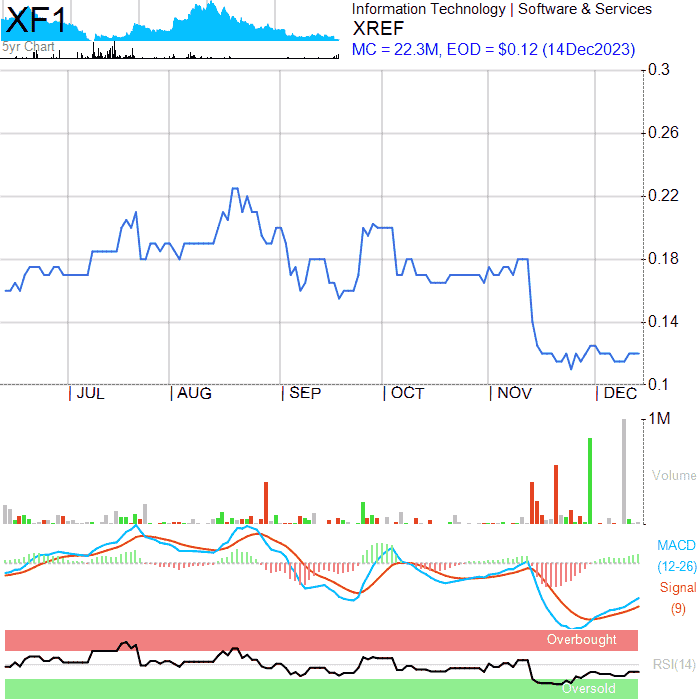 XF1
5yr Chart
Information Technology | Software & Services
XREF
MC = 22.3M, EOD = $0.12 (14Dec2023)
0.3
0.26
0.22
0.18
0.14
0.1
JUL AUG SEP OCT NOV DEC
1M
Volume
MACD
(12-26)
Signal
(9)
Overbought
RSI(14)
Oversold